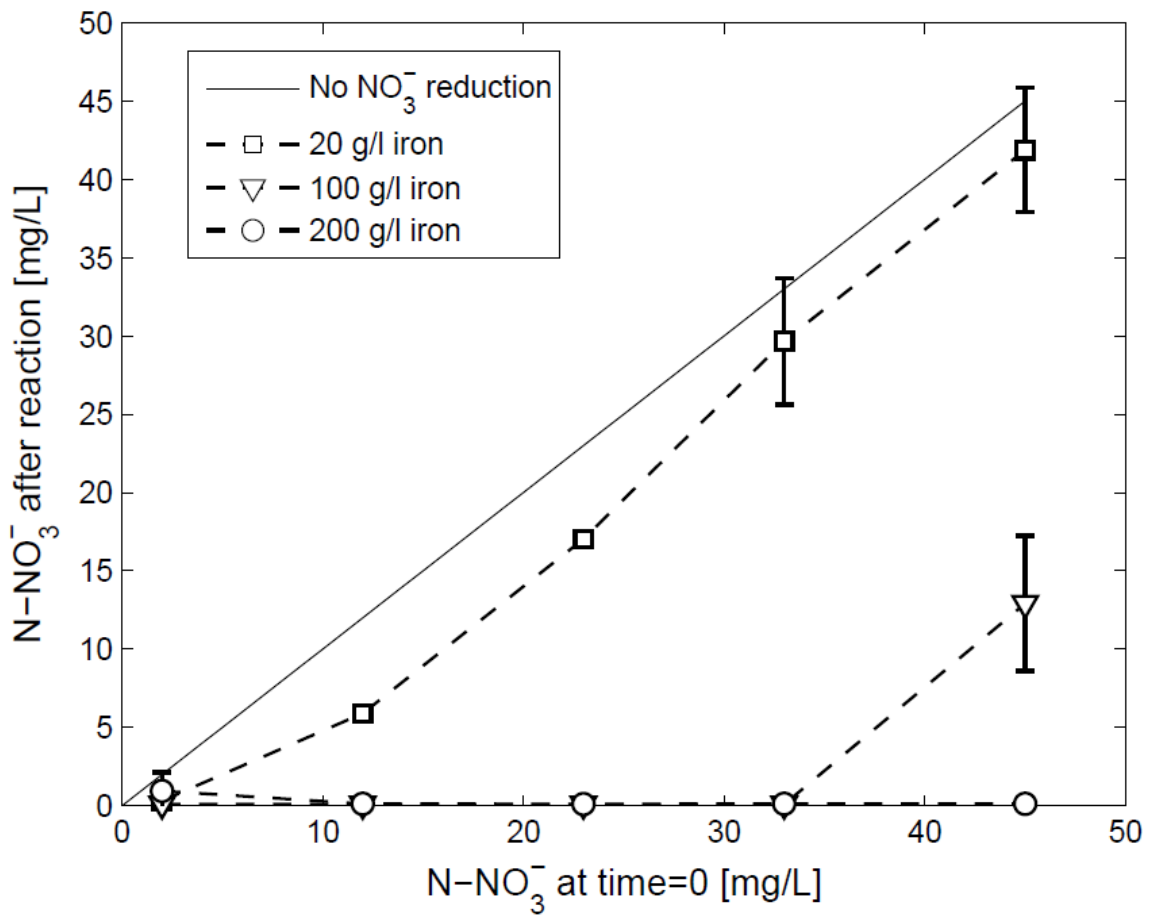 50
45
40
35
30
25
20
15
10
5
0
No NO₃⁻ reduction
20 g/l iron
100 g/l iron
200 g/l iron
N−NO₃⁻ after reaction [mg/L]
0 10 20 30 40 50
N−NO₃⁻ at time=0 [mg/L]